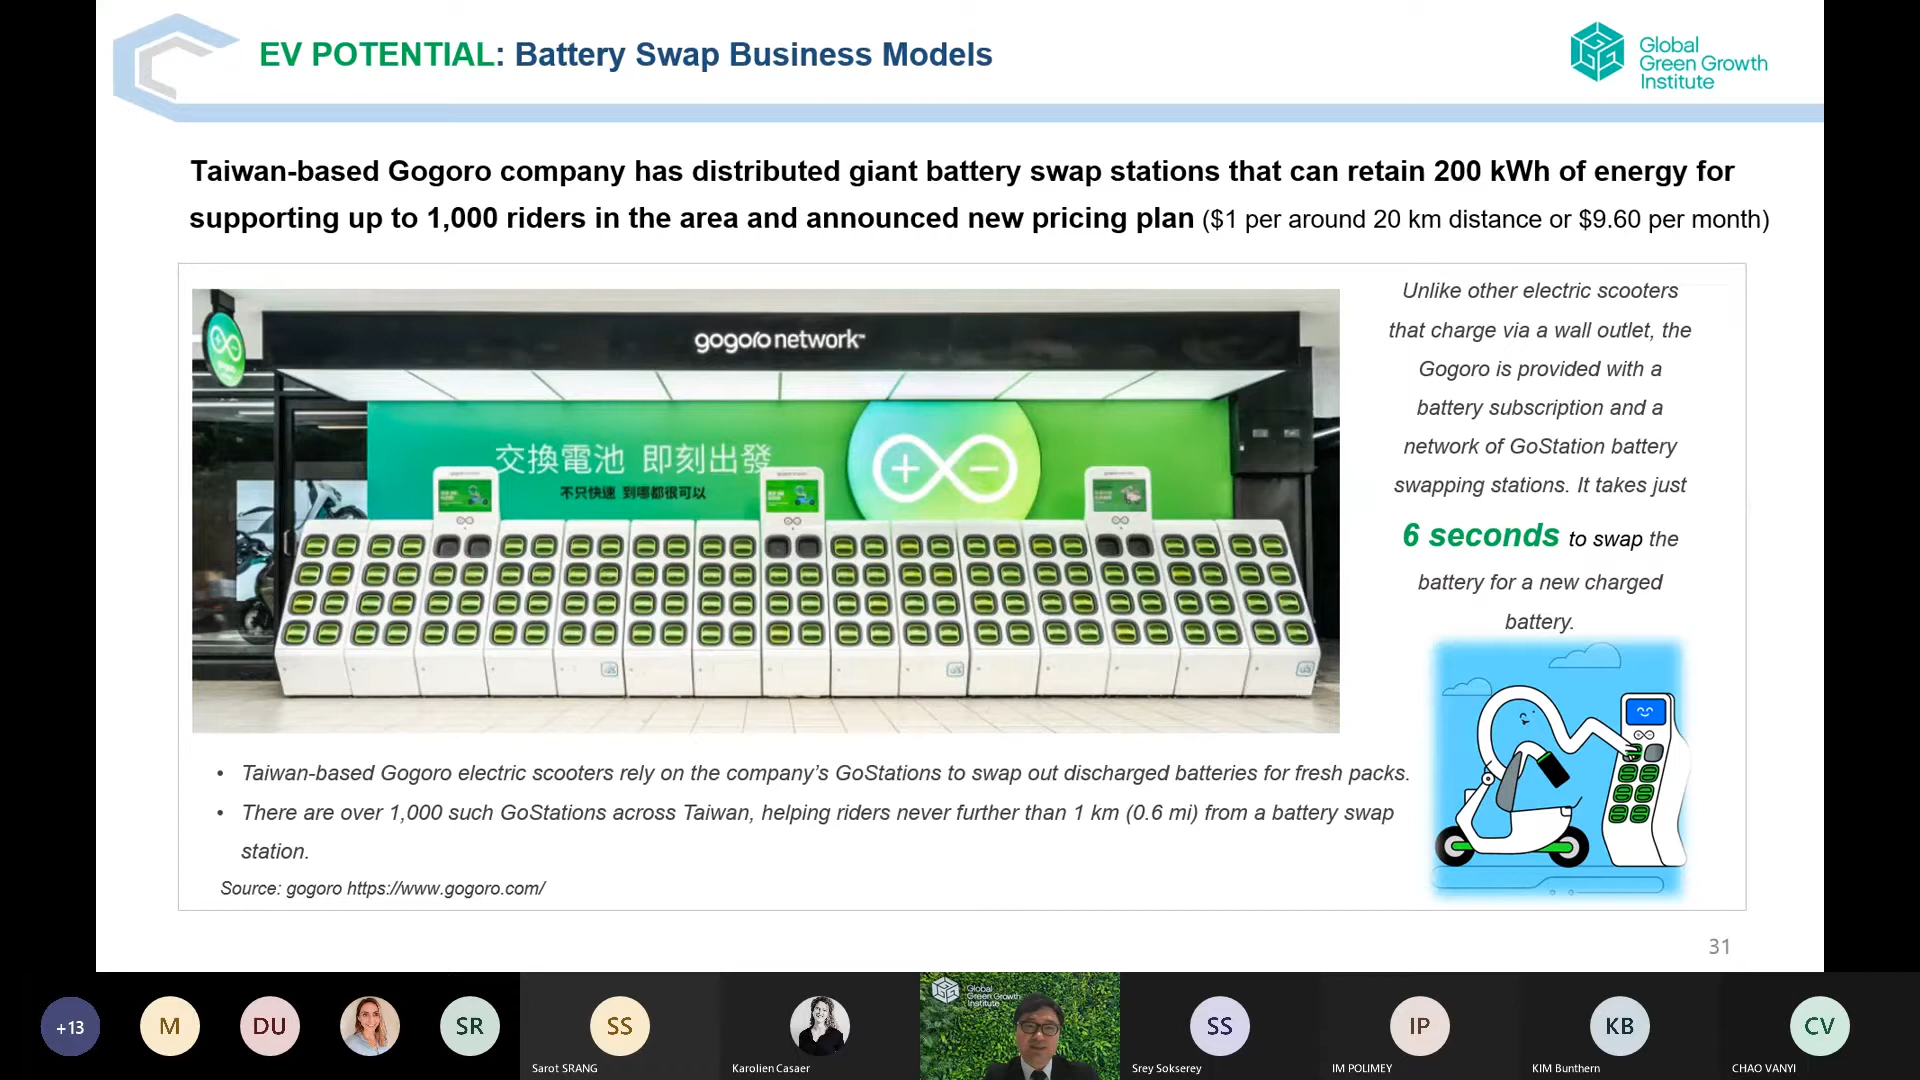 EV POTENTIAL: Battery Swap Business Models
Global
Green Growth
Institute
Taiwan-based Gogoro company has distributed giant battery swap stations that can retain 200 kWh of energy for
supporting up to 1,000 riders in the area and announced new pricing plan ($1 per around 20 km distance or $9.60 per month)
gogoro network™
gogoro
交換電池 即刻出發
不只快速 到哪都很可以
Unlike other electric scooters
that charge via a wall outlet, the
Gogoro is provided with a
battery subscription and a
network of GoStation battery
swapping stations. It takes just
6 seconds to swap the
battery for a new charged
battery.
• Taiwan-based Gogoro electric scooters rely on the company’s GoStations to swap out discharged batteries for fresh packs.
• There are over 1,000 such GoStations across Taiwan, helping riders never further than 1 km (0.6 mi) from a battery swap
station.
Source: gogoro https://www.gogoro.com/
31
+13
M
DU
SR
SS
Sarot SRANG
Karolien Casaer
Global
Green Growth
Institute
SS
Srey Sokserey
IP
IM POLIMEY
KB
KIM Bunthern
CV
CHAO VANYI